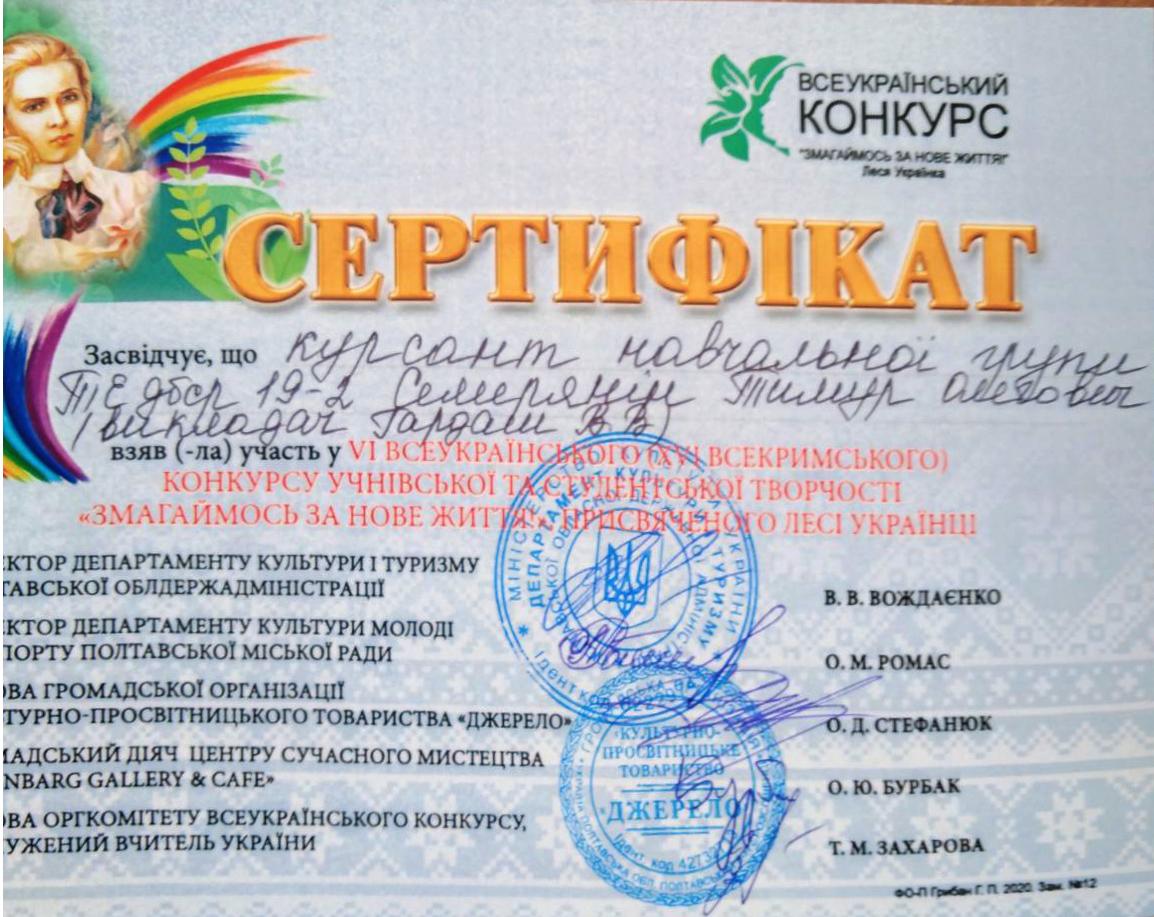 ВСЕУКРАЇНСЬКИЙ
КОНКУРС
"ЗМАГАЙМОСЬ ЗА НОВЕ ЖИТТЯ!"
Леся Українка
СЕРТИФІКАТ
Засвідчує, що курсант навчальної групи
19-2 Тимур Олегович
(викладач Гардаш В.В)
взяв (-ла) участь у VI ВСЕУКРАЇНСЬКОГО (XVI ВСЕКРИМСЬКОГО)
КОНКУРСУ УЧНІВСЬКОЇ ТА СТУДЕНТСЬКОЇ ТВОРЧОСТІ
«ЗМАГАЙМОСЬ ЗА НОВЕ ЖИТТЯ!», ПРИСВЯЧЕНОГО ЛЕСІ УКРАЇНЦІ
ЕКТОР ДЕПАРТАМЕНТУ КУЛЬТУРИ І ТУРИЗМУ
ТАВСЬКОЇ ОБЛДЕРЖАДМІНІСТРАЦІЇ
В. В. ВОЖДАЄНКО
ЕКТОР ДЕПАРТАМЕНТУ КУЛЬТУРИ МОЛОДІ
ПОРТУ ПОЛТАВСЬКОЇ МІСЬКОЇ РАДИ
О. М. РОМАС
ОВА ГРОМАДСЬКОЇ ОРГАНІЗАЦІЇ
ТУРНО-ПРОСВІТНИЦЬКОГО ТОВАРИСТВА «ДЖЕРЕЛО»
О. Д. СТЕФАНЮК
МАДСЬКИЙ ДІЯЧ ЦЕНТРУ СУЧАСНОГО МИСТЕЦТВА
NBARG GALLERY & CAFE»
О. Ю. БУРБАК
ОВА ОРГКОМІТЕТУ ВСЕУКРАЇНСЬКОГО КОНКУРСУ,
УЖЕНИЙ ВЧИТЕЛЬ УКРАЇНИ
Т. М. ЗАХАРОВА
КУЛЬТУРНО-
ПРОСВІТНИЦЬКЕ
ТОВАРИСТВО
"ДЖЕРЕЛО"
ФО-П Грибан Г. П. 2020. Зам. №12